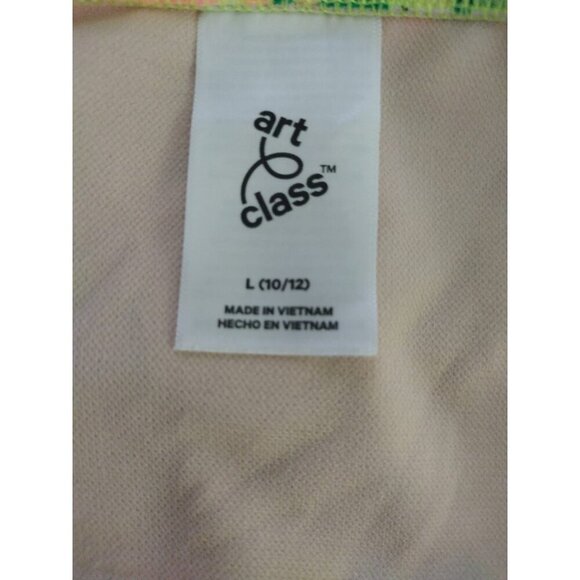 art
class™
L (10/12)
MADE IN VIETNAM
HECHO EN VIETNAM